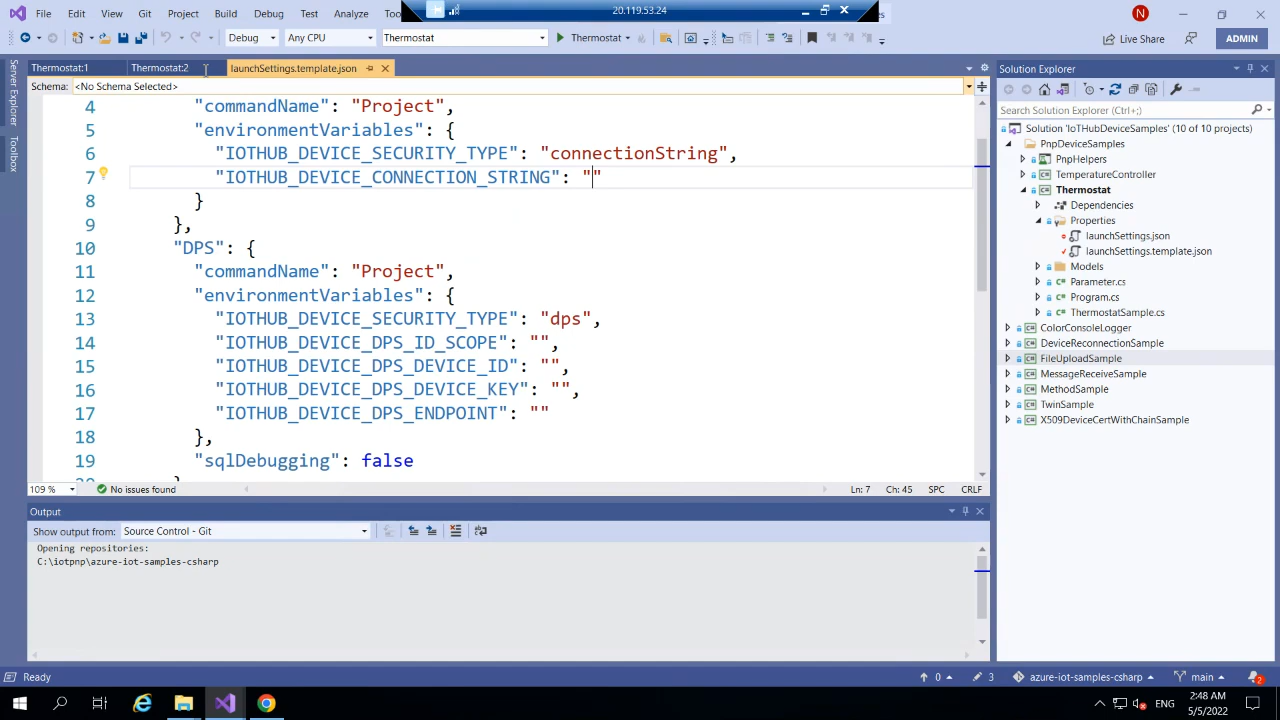 20.119.53.24
File Edit View Git Project Debug Test Analyze Tools
N
Debug Any CPU Thermostat Thermostat Live Share ADMIN
Thermostat:1 Thermostat:2 launchSettings.template.json
Schema: <No Schema Selected>
4 "commandName": "Project",
5 "environmentVariables": {
6 "IOTHUB_DEVICE_SECURITY_TYPE": "connectionString",
7 "IOTHUB_DEVICE_CONNECTION_STRING": ""
8 }
9 },
10 "DPS": {
11 "commandName": "Project",
12 "environmentVariables": {
13 "IOTHUB_DEVICE_SECURITY_TYPE": "dps",
14 "IOTHUB_DEVICE_DPS_ID_SCOPE": "",
15 "IOTHUB_DEVICE_DPS_DEVICE_ID": "",
16 "IOTHUB_DEVICE_DPS_DEVICE_KEY": "",
17 "IOTHUB_DEVICE_DPS_ENDPOINT": ""
18 },
19 "sqlDebugging": false
109 % No issues found Ln: 7 Ch: 45 SPC CRLF
Server Explorer
Toolbox
Output
Show output from: Source Control - Git
Opening repositories:
C:\iotpnp\azure-iot-samples-csharp
Solution Explorer
Search Solution Explorer (Ctrl+;)
Solution 'IoTHubDeviceSamples' (10 of 10 projects)
PnpDeviceSamples
PnpHelpers
TemperatureController
Thermostat
Dependencies
Properties
launchSettings.json
launchSettings.template.json
Models
Parameter.cs
Program.cs
ThermostatSample.cs
ColorConsoleLogger
DeviceReconnectionSample
FileUploadSample
MessageReceiveSample
MethodSample
TwinSample
X509DeviceCertWithChainSample
Ready 0 3 azure-iot-samples-csharp main 2
ENG
2:48 AM
5/5/2022